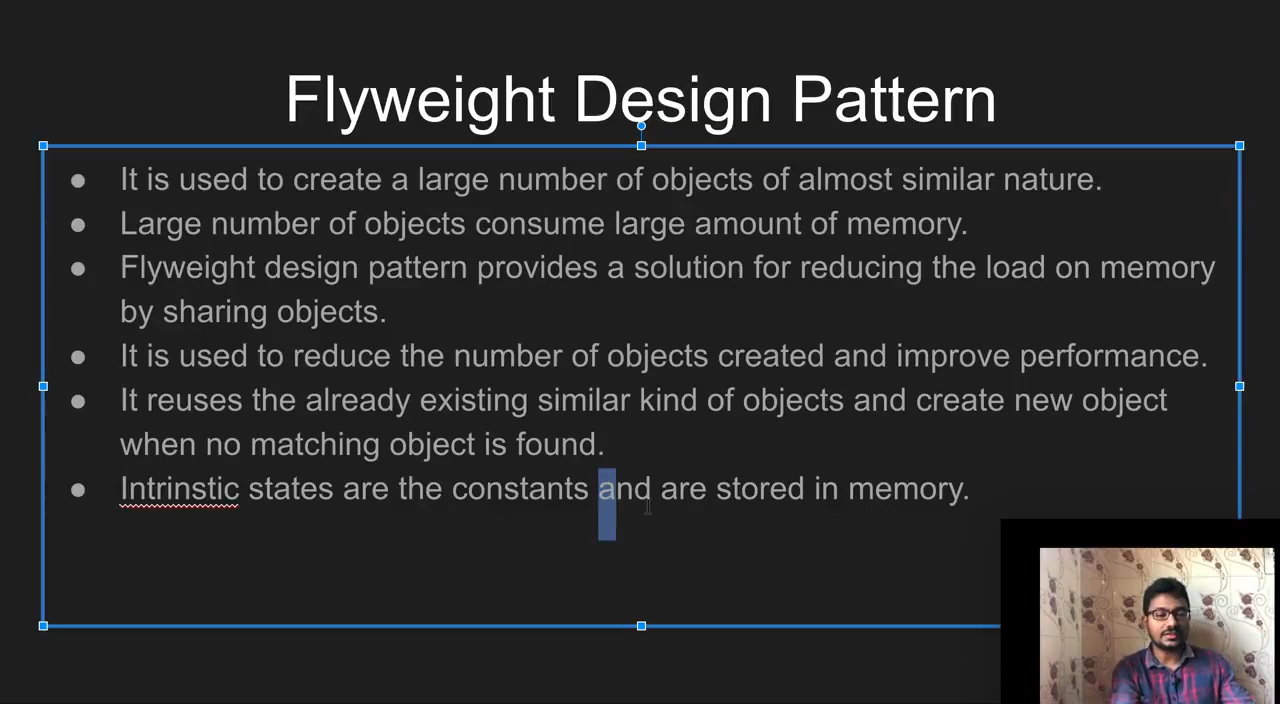 Flyweight Design Pattern
● It is used to create a large number of objects of almost similar nature.
● Large number of objects consume large amount of memory.
● Flyweight design pattern provides a solution for reducing the load on memory
by sharing objects.
● It is used to reduce the number of objects created and improve performance.
● It reuses the already existing similar kind of objects and create new object
when no matching object is found.
● Intrinstic states are the constants and are stored in memory.